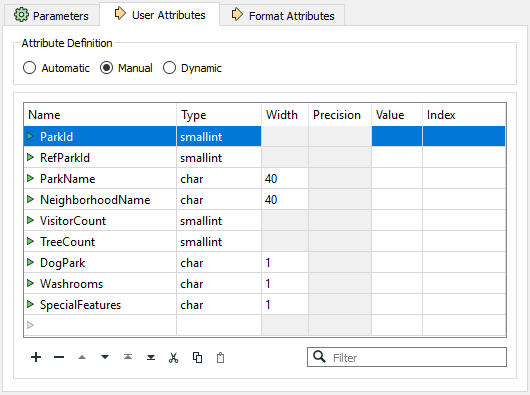 Parameters User Attributes Format Attributes
Attribute Definition
Automatic Manual Dynamic
Name Type Width Precision Value Index
ParkId smallint
RefParkId smallint
ParkName char 40
NeighborhoodName char 40
VisitorCount smallint
TreeCount smallint
DogPark char 1
Washrooms char 1
SpecialFeatures char 1
Filter